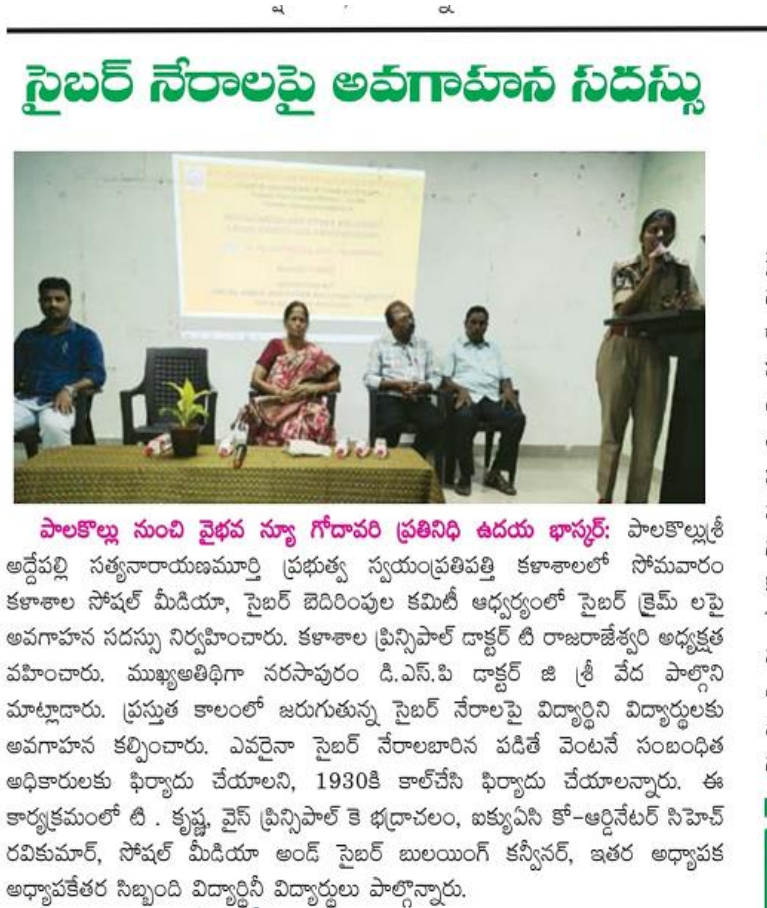 సైబర్ నేరాలపై అవగాహన సదస్సు
పాలకొల్లు నుంచి వైభవ న్యూ గోదావరి ప్రతినిధి ఉదయ భాస్కర్: పాలకొల్లుశ్రీ
అద్దేపల్లి సత్యనారాయణమూర్తి ప్రభుత్వ స్వయంప్రతిపత్తి కళాశాలలో సోమవారం
కళాశాల సోషల్ మీడియా, సైబర్ బెదిరింపుల కమిటీ ఆధ్వర్యంలో సైబర్ క్రైమ్ లపై
అవగాహన సదస్సు నిర్వహించారు. కళాశాల ప్రిన్సిపాల్ డాక్టర్ టి రాజరాజేశ్వరి అధ్యక్షత
వహించారు. ముఖ్యఅతిథిగా నరసాపురం డి.ఎస్.పి డాక్టర్ జి శ్రీ వేద పాల్గొని
మాట్లాడారు. ప్రస్తుత కాలంలో జరుగుతున్న సైబర్ నేరాలపై విద్యార్థిని విద్యార్థులకు
అవగాహన కల్పించారు. ఎవరైనా సైబర్ నేరాలబారిన పడితే వెంటనే సంబంధిత
అధికారులకు ఫిర్యాదు చేయాలని, 1930కి కాల్‌చేసి ఫిర్యాదు చేయాలన్నారు. ఈ
కార్యక్రమంలో టి . కృష్ణ, వైస్ ప్రిన్సిపాల్ కె భద్రాచలం, ఐక్యుఏసి కో-ఆర్డినేటర్ సిహెచ్
రవికుమార్, సోషల్ మీడియా అండ్ సైబర్ బులయింగ్ కన్వీనర్, ఇతర అధ్యాపక
అధ్యాపకేతర సిబ్బంది విద్యార్థినీ విద్యార్థులు పాల్గొన్నారు.